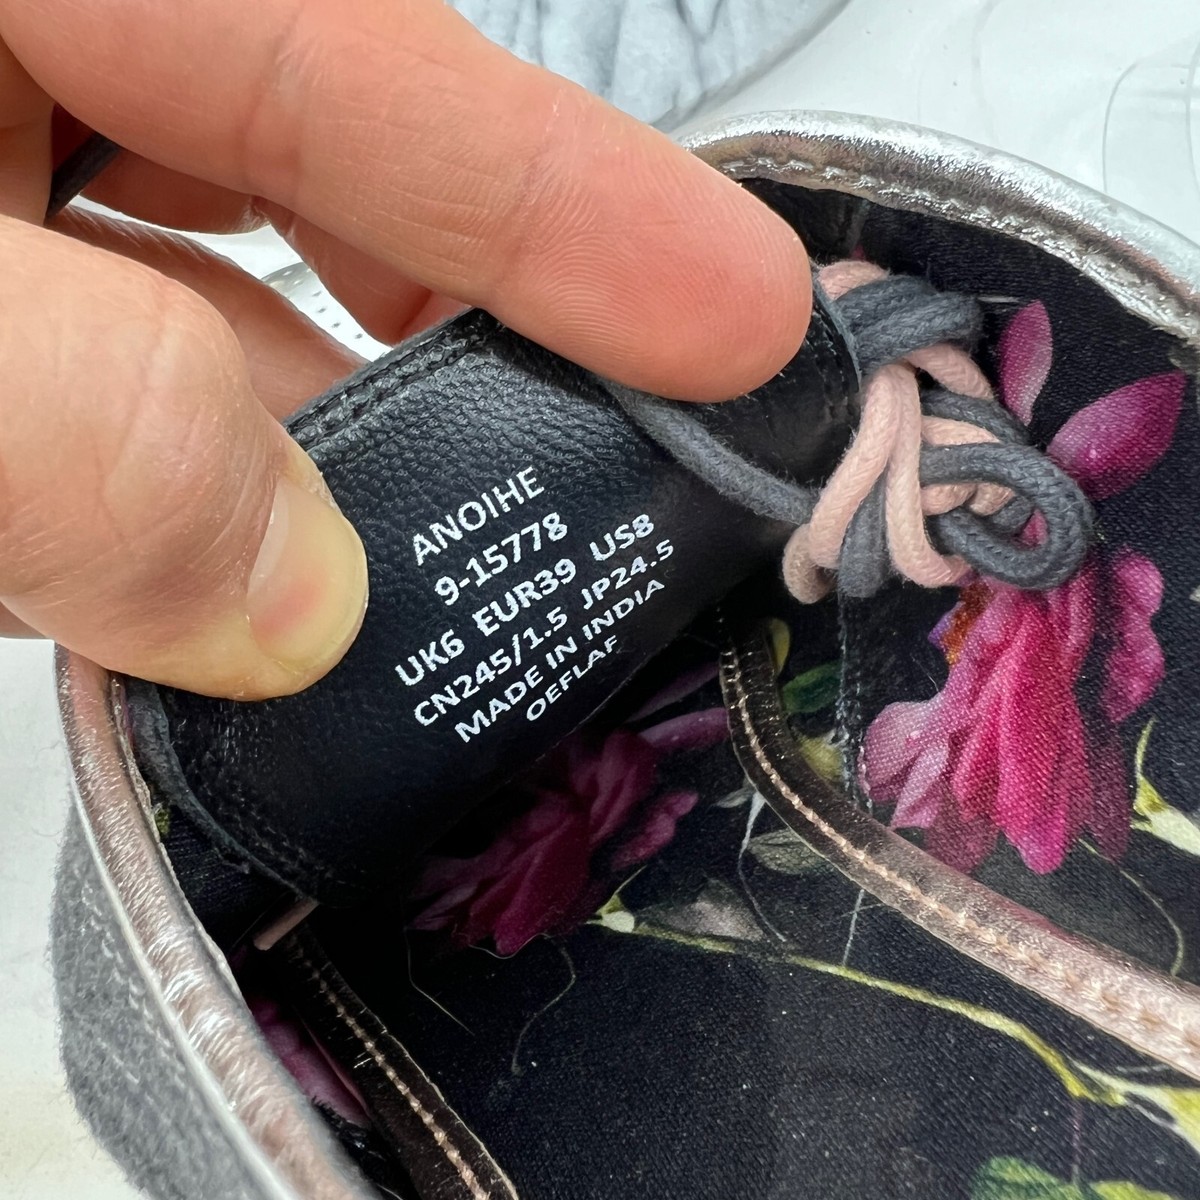 ANOIHE
9-15778
UK6 EUR39 US8
CN245/1.5 JP24.5
MADE IN INDIA
OEFLAF